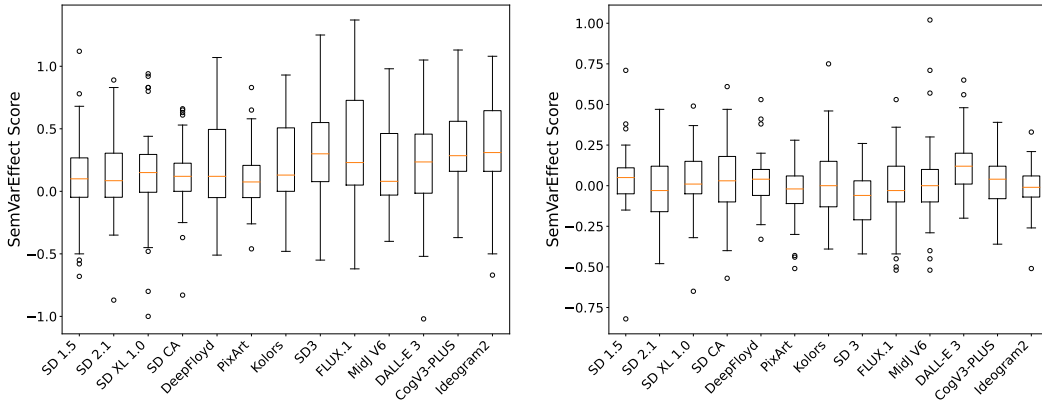 SemVarEffect Score
1.0
0.5
0.0
−0.5
−1.0
SD 1.5
SD 2.1
SD XL 1.0
SD CA
DeepFloyd
PixArt
Kolors
SD3
FLUX.1
MidJ V6
DALL-E 3
CogV3-PLUS
Ideogram2
SemVarEffect Score
1.00
0.75
0.50
0.25
0.00
−0.25
−0.50
−0.75
SD 1.5
SD 2.1
SD XL 1.0
SD CA
DeepFloyd
PixArt
Kolors
SD 3
FLUX.1
MidJ V6
DALL-E 3
CogV3-PLUS
Ideogram2